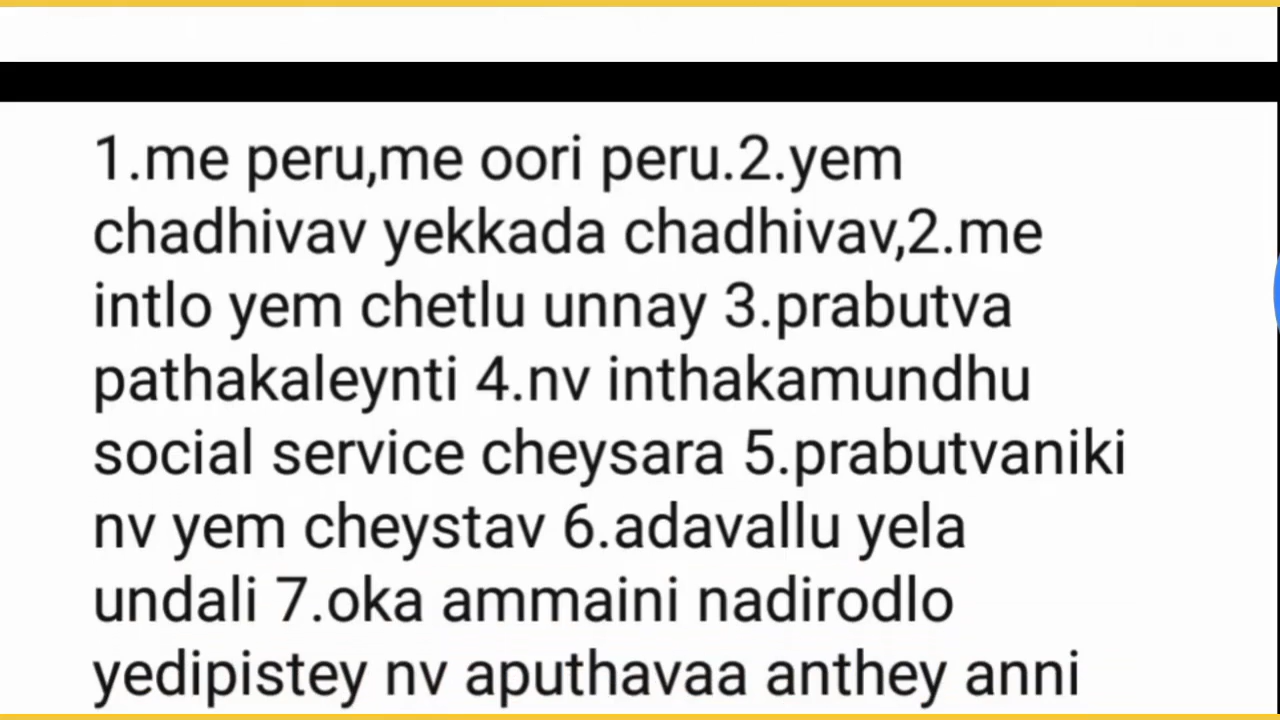 1.me peru,me oori peru.2.yem
chadhivav yekkada chadhivav,2.me
intlo yem chetlu unnay 3.prabutva
pathakaleynti 4.nv inthakamundhu
social service cheysara 5.prabutvaniki
nv yem cheystav 6.adavallu yela
undali 7.oka ammaini nadirodlo
yedipistey nv aputhavaa anthey anni